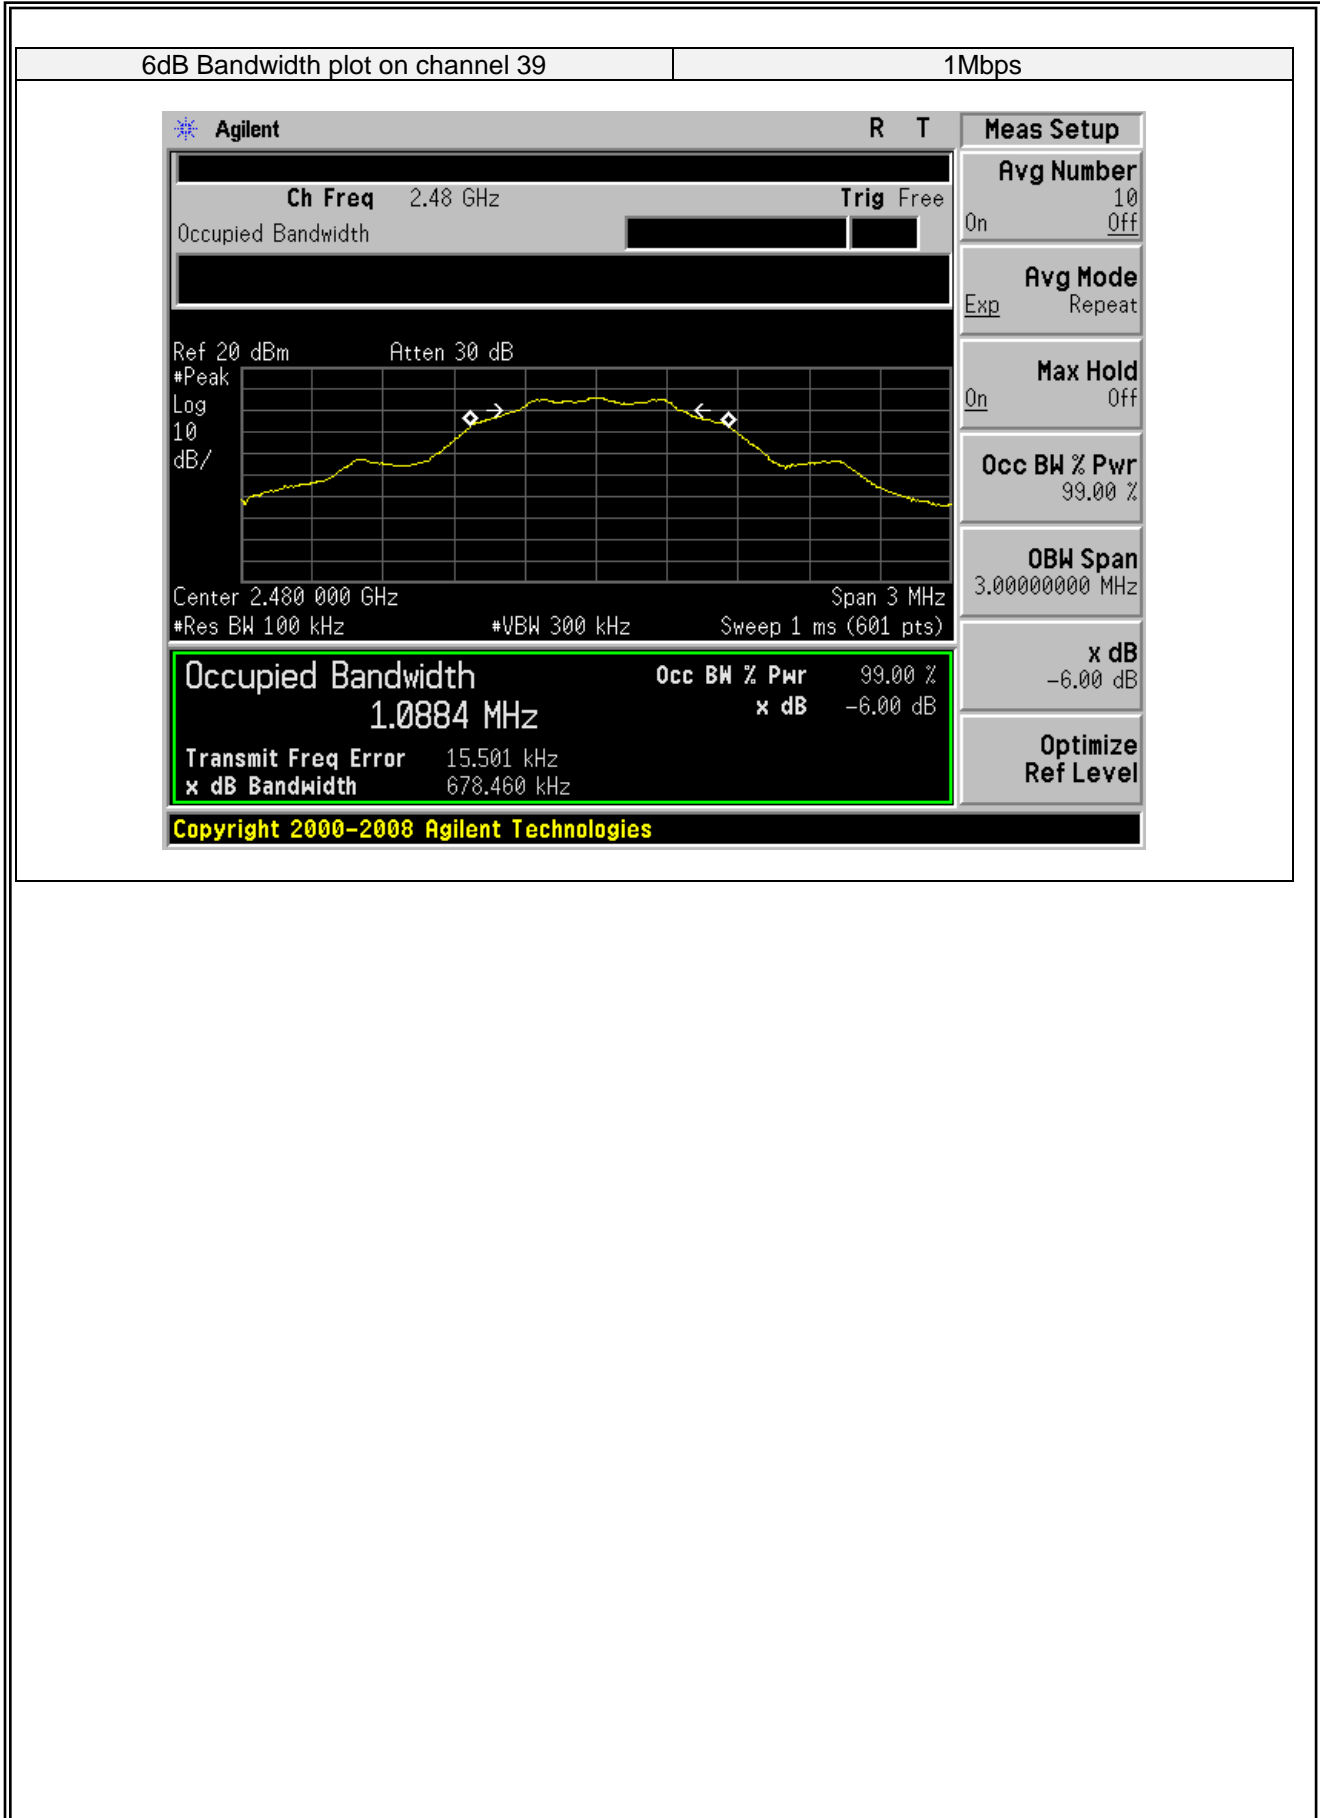 6dB Bandwidth plot on channel 39 1Mbps
Agilent R T
Ch Freq 2.48 GHz Trig Free
Occupied Bandwidth
Ref 20 dBm Atten 30 dB
#Peak
Log
10
dB/
Center 2.480 000 GHz Span 3 MHz
#Res BW 100 kHz #VBW 300 kHz Sweep 1 ms (601 pts)
Occupied Bandwidth Occ BW % Pwr 99.00 %
1.0884 MHz x dB -6.00 dB
Transmit Freq Error 15.501 kHz
x dB Bandwidth 678.460 kHz
Copyright 2000-2008 Agilent Technologies
Meas Setup
Avg Number
10
On Off
Avg Mode
Exp Repeat
Max Hold
On Off
Occ BW % Pwr
99.00 %
OBW Span
3.00000000 MHz
x dB
-6.00 dB
Optimize
Ref Level